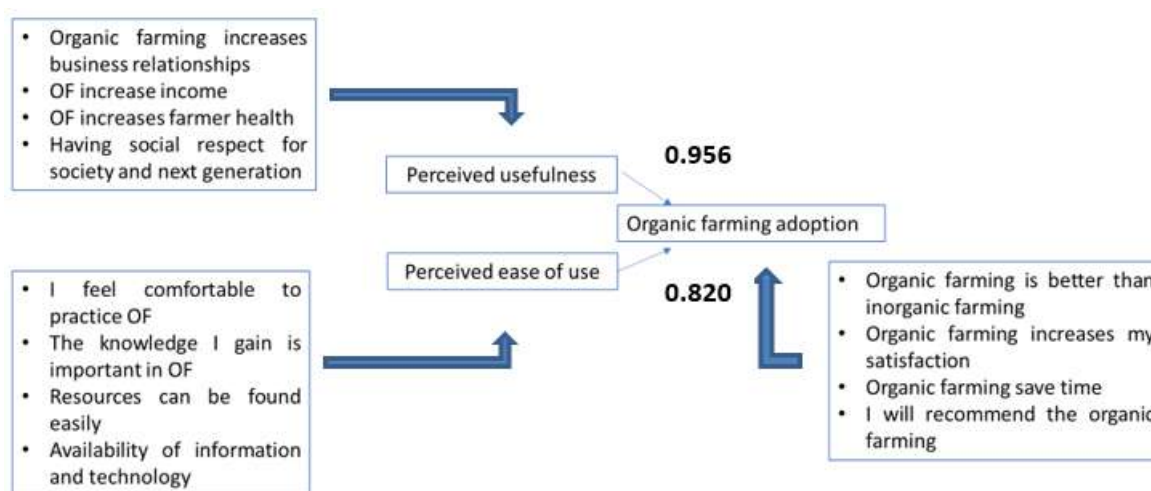 • Organic farming increases
business relationships
• OF increase income
• OF increases farmer health
• Having social respect for
society and next generation
Perceived usefulness
0.956
Organic farming adoption
Perceived ease of use
0.820
• I feel comfortable to
practice OF
• The knowledge I gain is
important in OF
• Resources can be found
easily
• Availability of information
and technology
• Organic farming is better than
inorganic farming
• Organic farming increases my
satisfaction
• Organic farming save time
• I will recommend the organic
farming